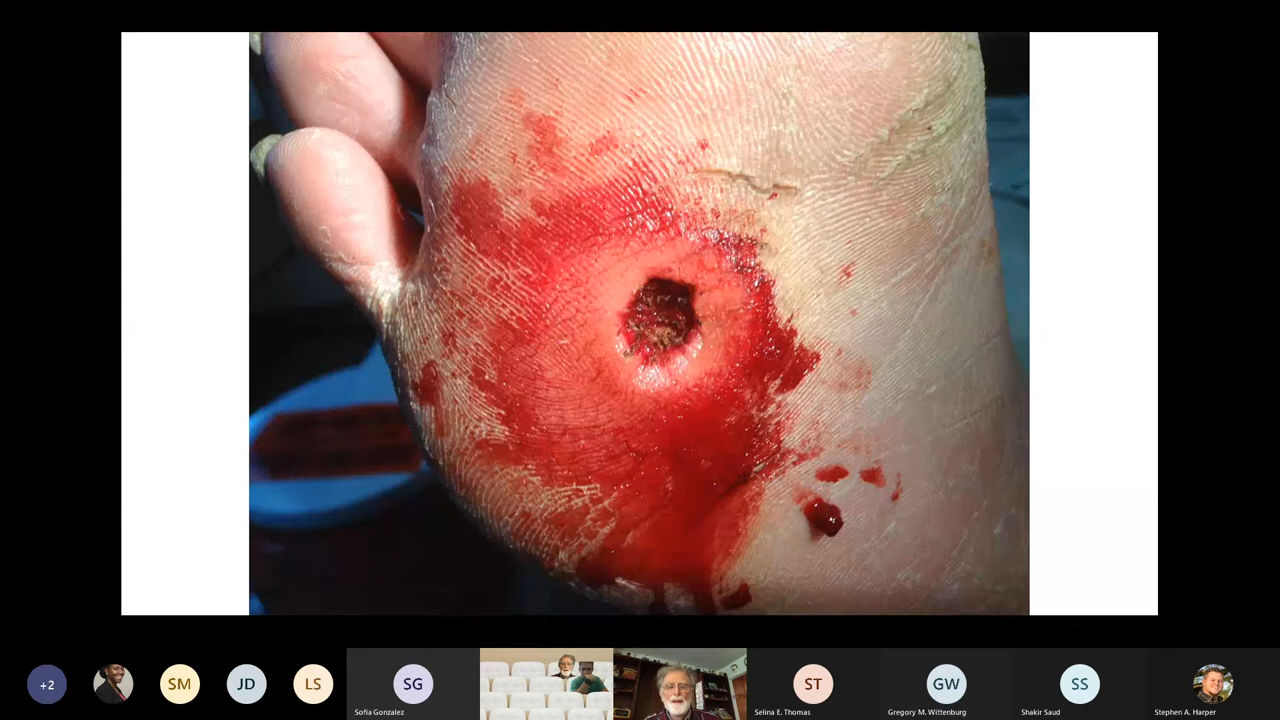 +2
SM
JD
LS
SG
ST
GW
SS
Sofia Gonzalez
Selina E. Thomas
Gregory M. Wittenburg
Shakir Saud
Stephen A. Harper